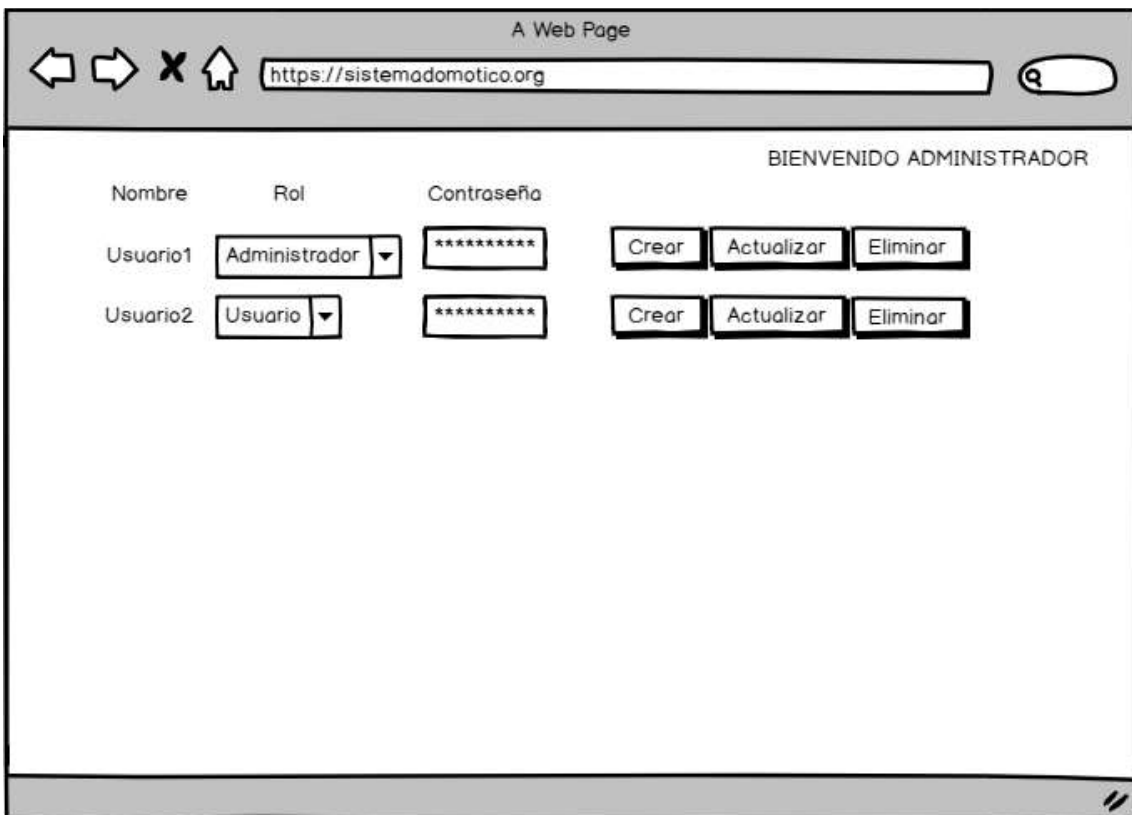 A Web Page
https://sistemadomotico.org
BIENVENIDO ADMINISTRADOR
Nombre Rol Contraseña
Usuario1 Administrador ********** Crear Actualizar Eliminar
Usuario2 Usuario ********** Crear Actualizar Eliminar